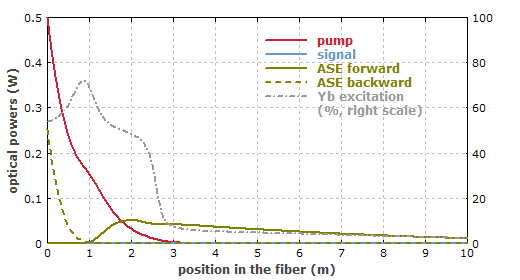 0.5
0.4
0.3
0.2
0.1
0
optical powers (W)
pump
signal
ASE forward
ASE backward
Yb excitation
(%, right scale)
100
80
60
40
20
0
0 1 2 3 4 5 6 7 8 9 10
position in the fiber (m)